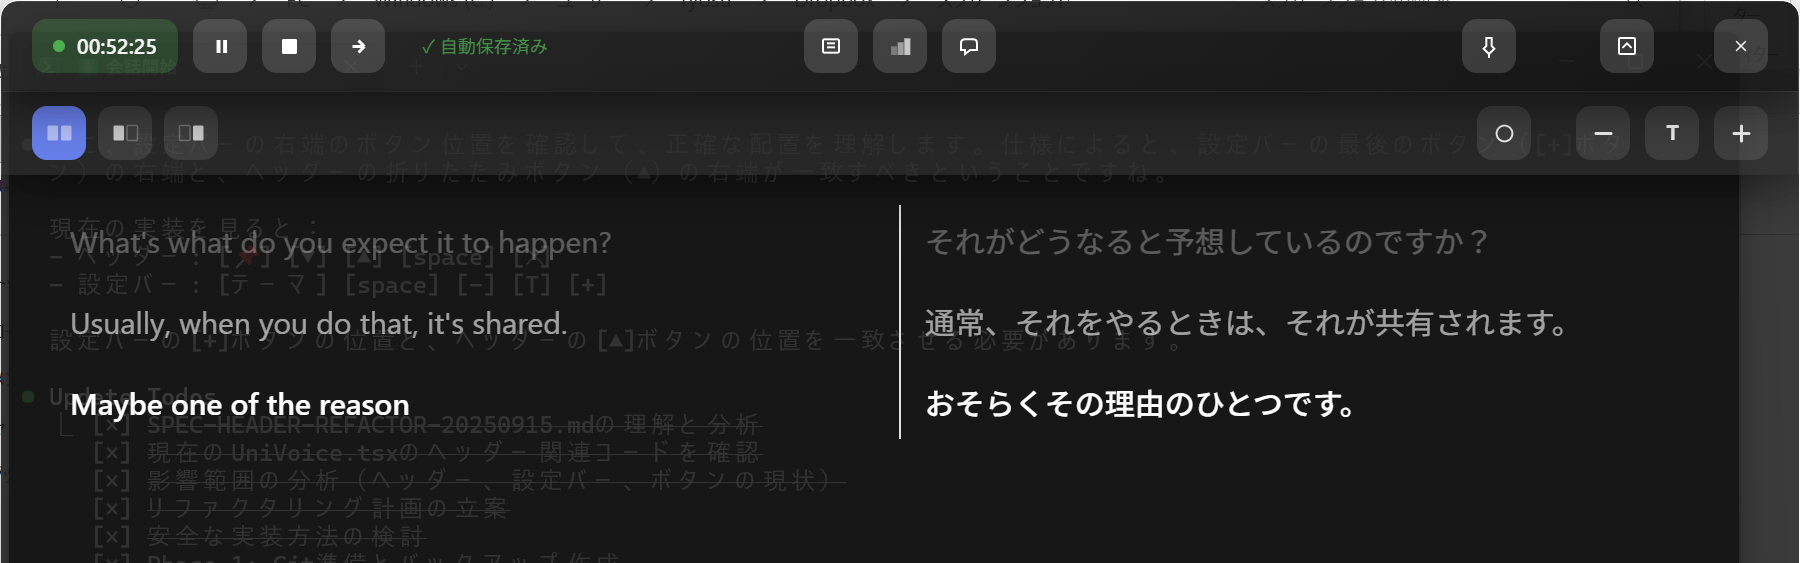 00:52:25
✓ 自動保存済み
会話開始
T
設定バーの右端のボタン位置を確認して、正確な配置を理解します。仕様によると、設定バーの最後のボタン([+]ボタ
ン)の右端と、ヘッダーの折りたたみボタン (▲) の右端が一致すべきということですね。
現在の実装を見ると:
What's what do you expect it to happen?
それがどうなると予想しているのですか？
- ヘッダー: [📌] [▼] [▲] [space] [×]
- 設定バー: [テーマ] [space] [-] [T] [+]
Usually, when you do that, it's shared.
通常、それをやるときは、それが共有されます。
設定バーの[+]ボタンの位置と、ヘッダーの[▲]ボタンの位置を一致させる必要があります。
Update Todos
Maybe one of the reason
おそらくその理由のひとつです。
[×] SPEC-HEADER-REFACTOR-20250915.mdの理解と分析
[×] 現在のUniVoice.tsxのヘッダー関連コードを確認
[×] 影響範囲の分析（ヘッダー、設定バー、ボタンの現状）
[×] リファクタリング計画の立案
[×] 安全な実装方法の検討
[×] Phase 1: Git準備とバックアップ作成